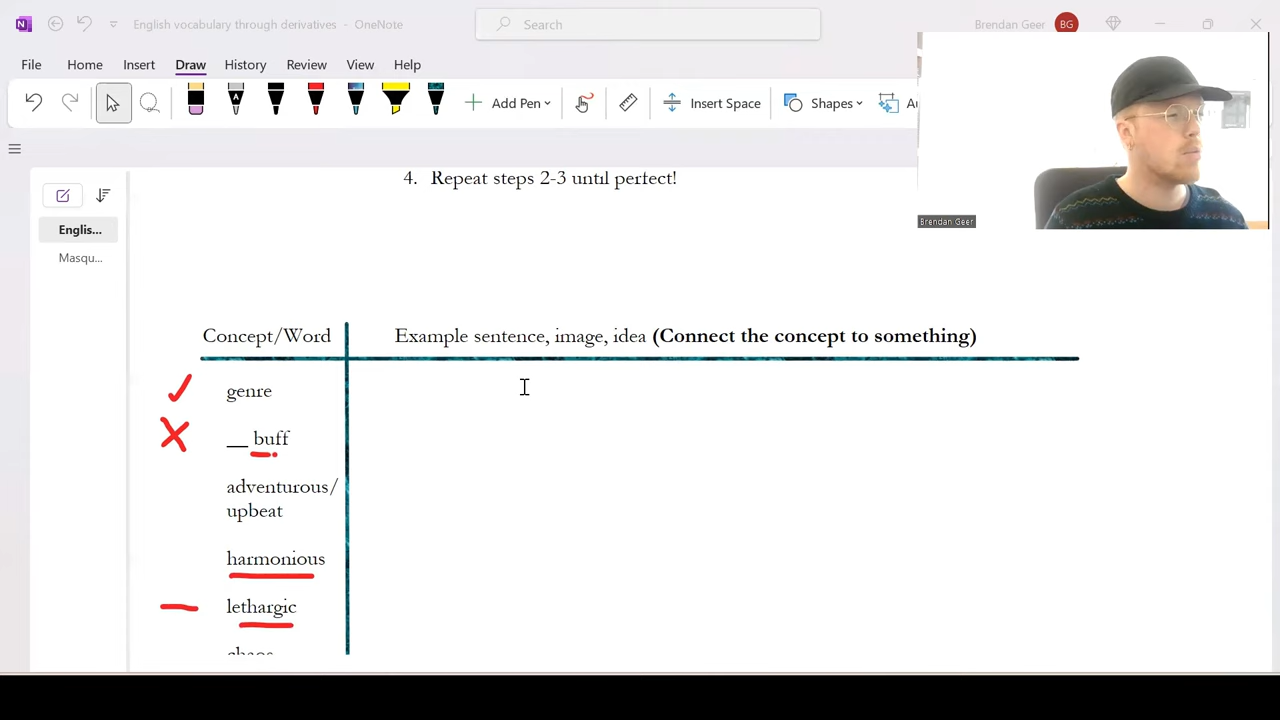 English vocabulary through derivatives - OneNote
Search
Brendan Geer BG
File Home Insert Draw History Review View Help
A Add Pen Insert Space Shapes
4. Repeat steps 2-3 until perfect!
Brendan Geer
Englis...
Masqu...
Concept/Word Example sentence, image, idea (Connect the concept to something)
genre
__ buff
adventurous/
upbeat
harmonious
lethargic
chaos